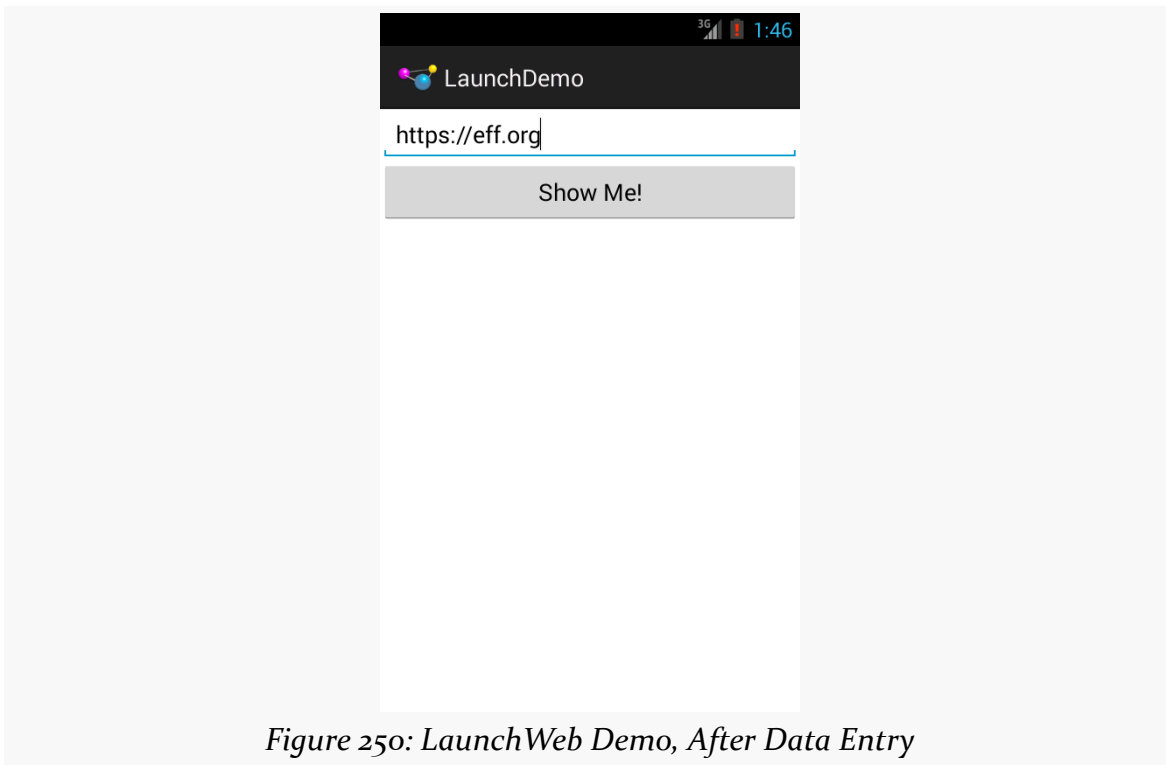 3G 1:46
LaunchDemo
https://eff.org
Show Me!
Figure 250: LaunchWeb Demo, After Data Entry